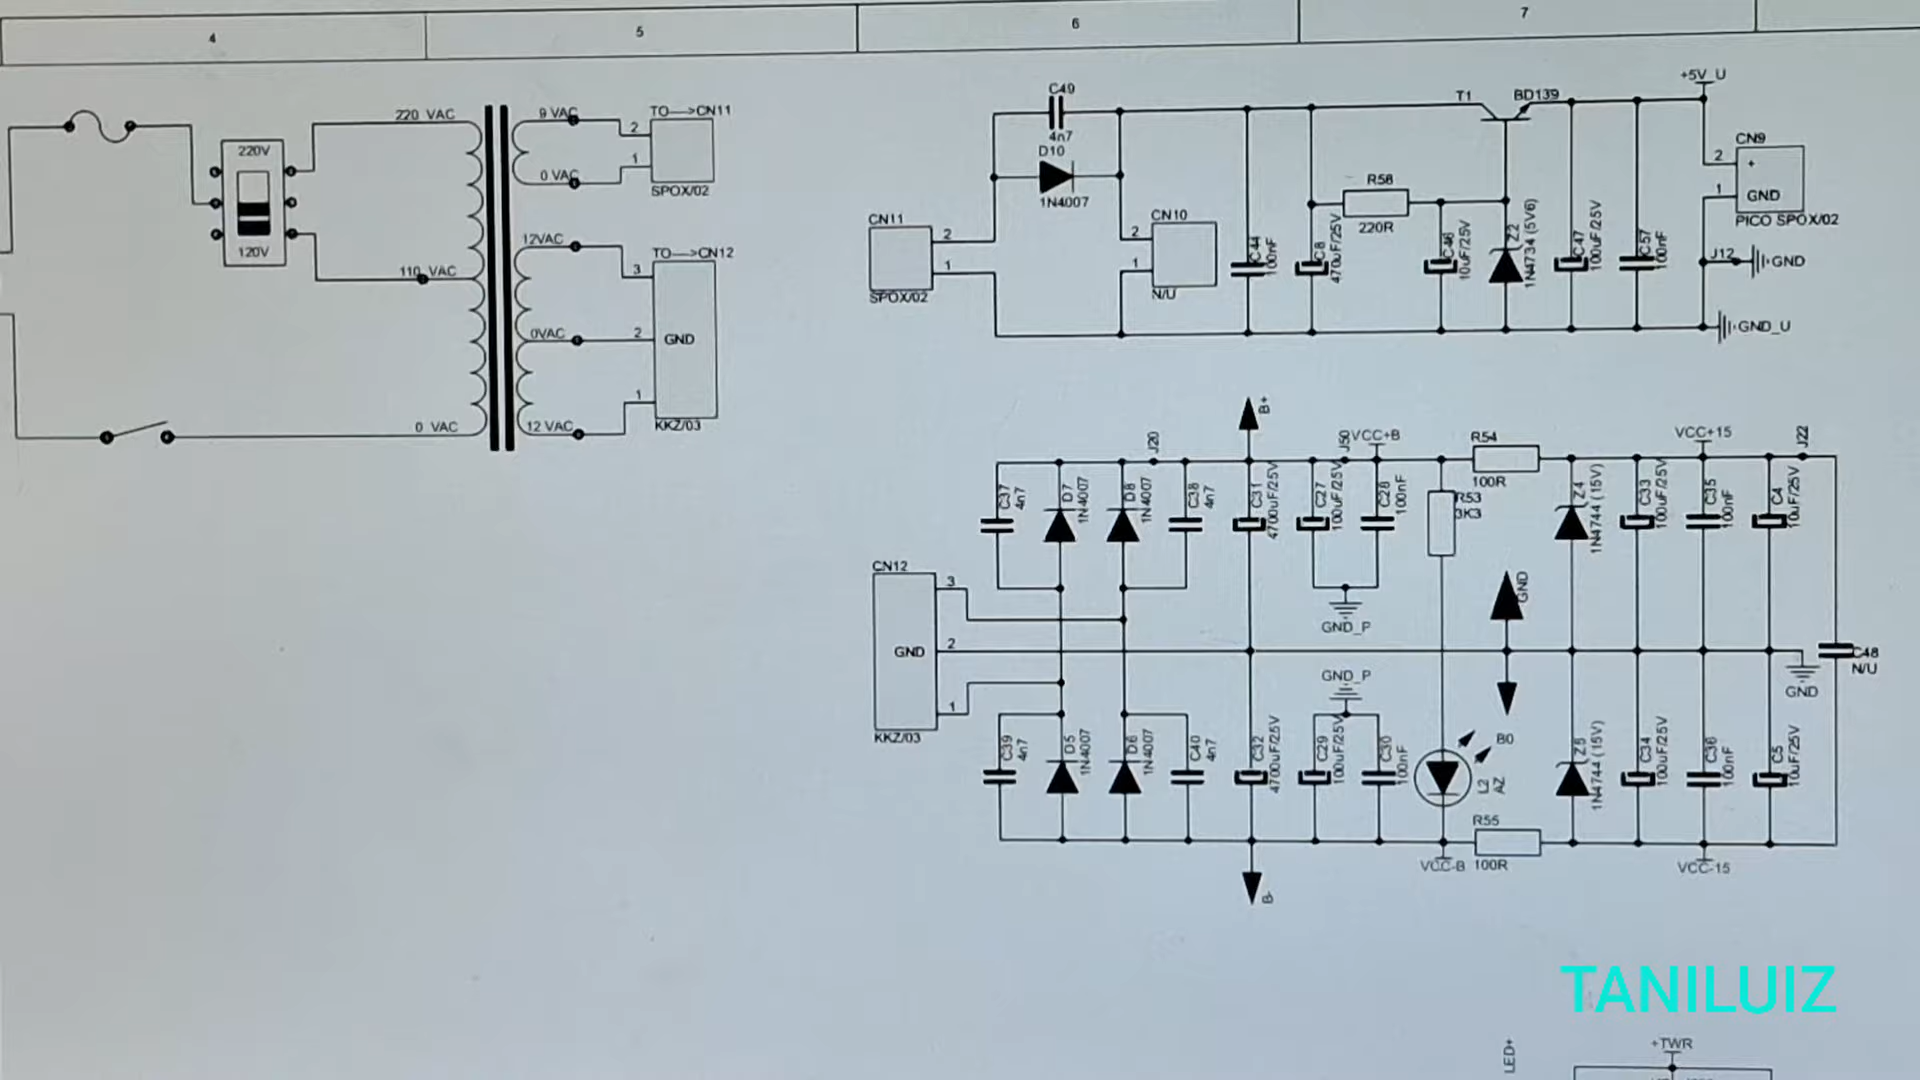 4
5
6
7
220 VAC
220V
120V
110 VAC
0 VAC
9 VAC
0 VAC
2
1
TO--->CN11
SPOX/02
12VAC
0VAC
12 VAC
3
2
1
TO--->CN12
GND
KKZ/03
CN11
2
1
SPOX/02
C49
4n7
D10
1N4007
CN10
2
1
N/U
C44
100nF
C8
470uF/25V
R58
220R
C46
10uF/25V
T1
BD139
Z2
1N4734 (5V6)
C47
100uF/25V
C57
100nF
+5V_U
CN9
2
+
1
GND
PICO SPOX/02
J12
GND
GND_U
B+
J20
J50
VCC+B
R54
100R
VCC+15
J22
C37
4n7
D7
1N4007
D8
1N4007
C38
4n7
C31
4700uF/25V
C27
100uF/25V
C28
100nF
R53
3K3
Z4
1N4744 (15V)
C33
100uF/25V
C35
100nF
C4
10uF/25V
CN12
3
GND
2
1
KKZ/03
GND_P
GND
GND_P
GND
C48
N/U
C39
4n7
D5
1N4007
D6
1N4007
C40
4n7
C32
4700uF/25V
C29
100uF/25V
C30
100nF
B0
L2
AZ
Z5
1N4744 (15V)
C34
100uF/25V
C36
100nF
C5
10uF/25V
R55
100R
VCC-B
VCC-15
B-
TANILUIZ
LED+
+TWR